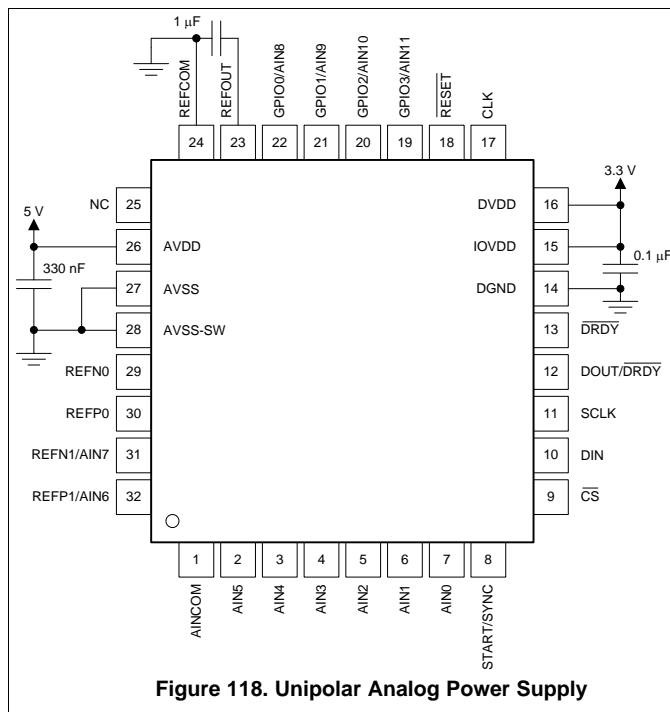 1 μF
REFCOM
REFOUT
GPIO0/AIN8
GPIO1/AIN9
GPIO2/AIN10
GPIO3/AIN11
RESET
CLK
24
23
22
21
20
19
18
17
NC 25
5 V
26 AVDD
330 nF
27 AVSS
28 AVSS-SW
REFN0 29
REFP0 30
REFN1/AIN7 31
REFP1/AIN6 32
3.3 V
DVDD 16
IOVDD 15
0.1 μF
DGND 14
13 DRDY
12 DOUT/DRDY
11 SCLK
10 DIN
9 CS
1
2
3
4
5
6
7
8
AINCOM
AIN5
AIN4
AIN3
AIN2
AIN1
AIN0
START/SYNC
Figure 118. Unipolar Analog Power Supply